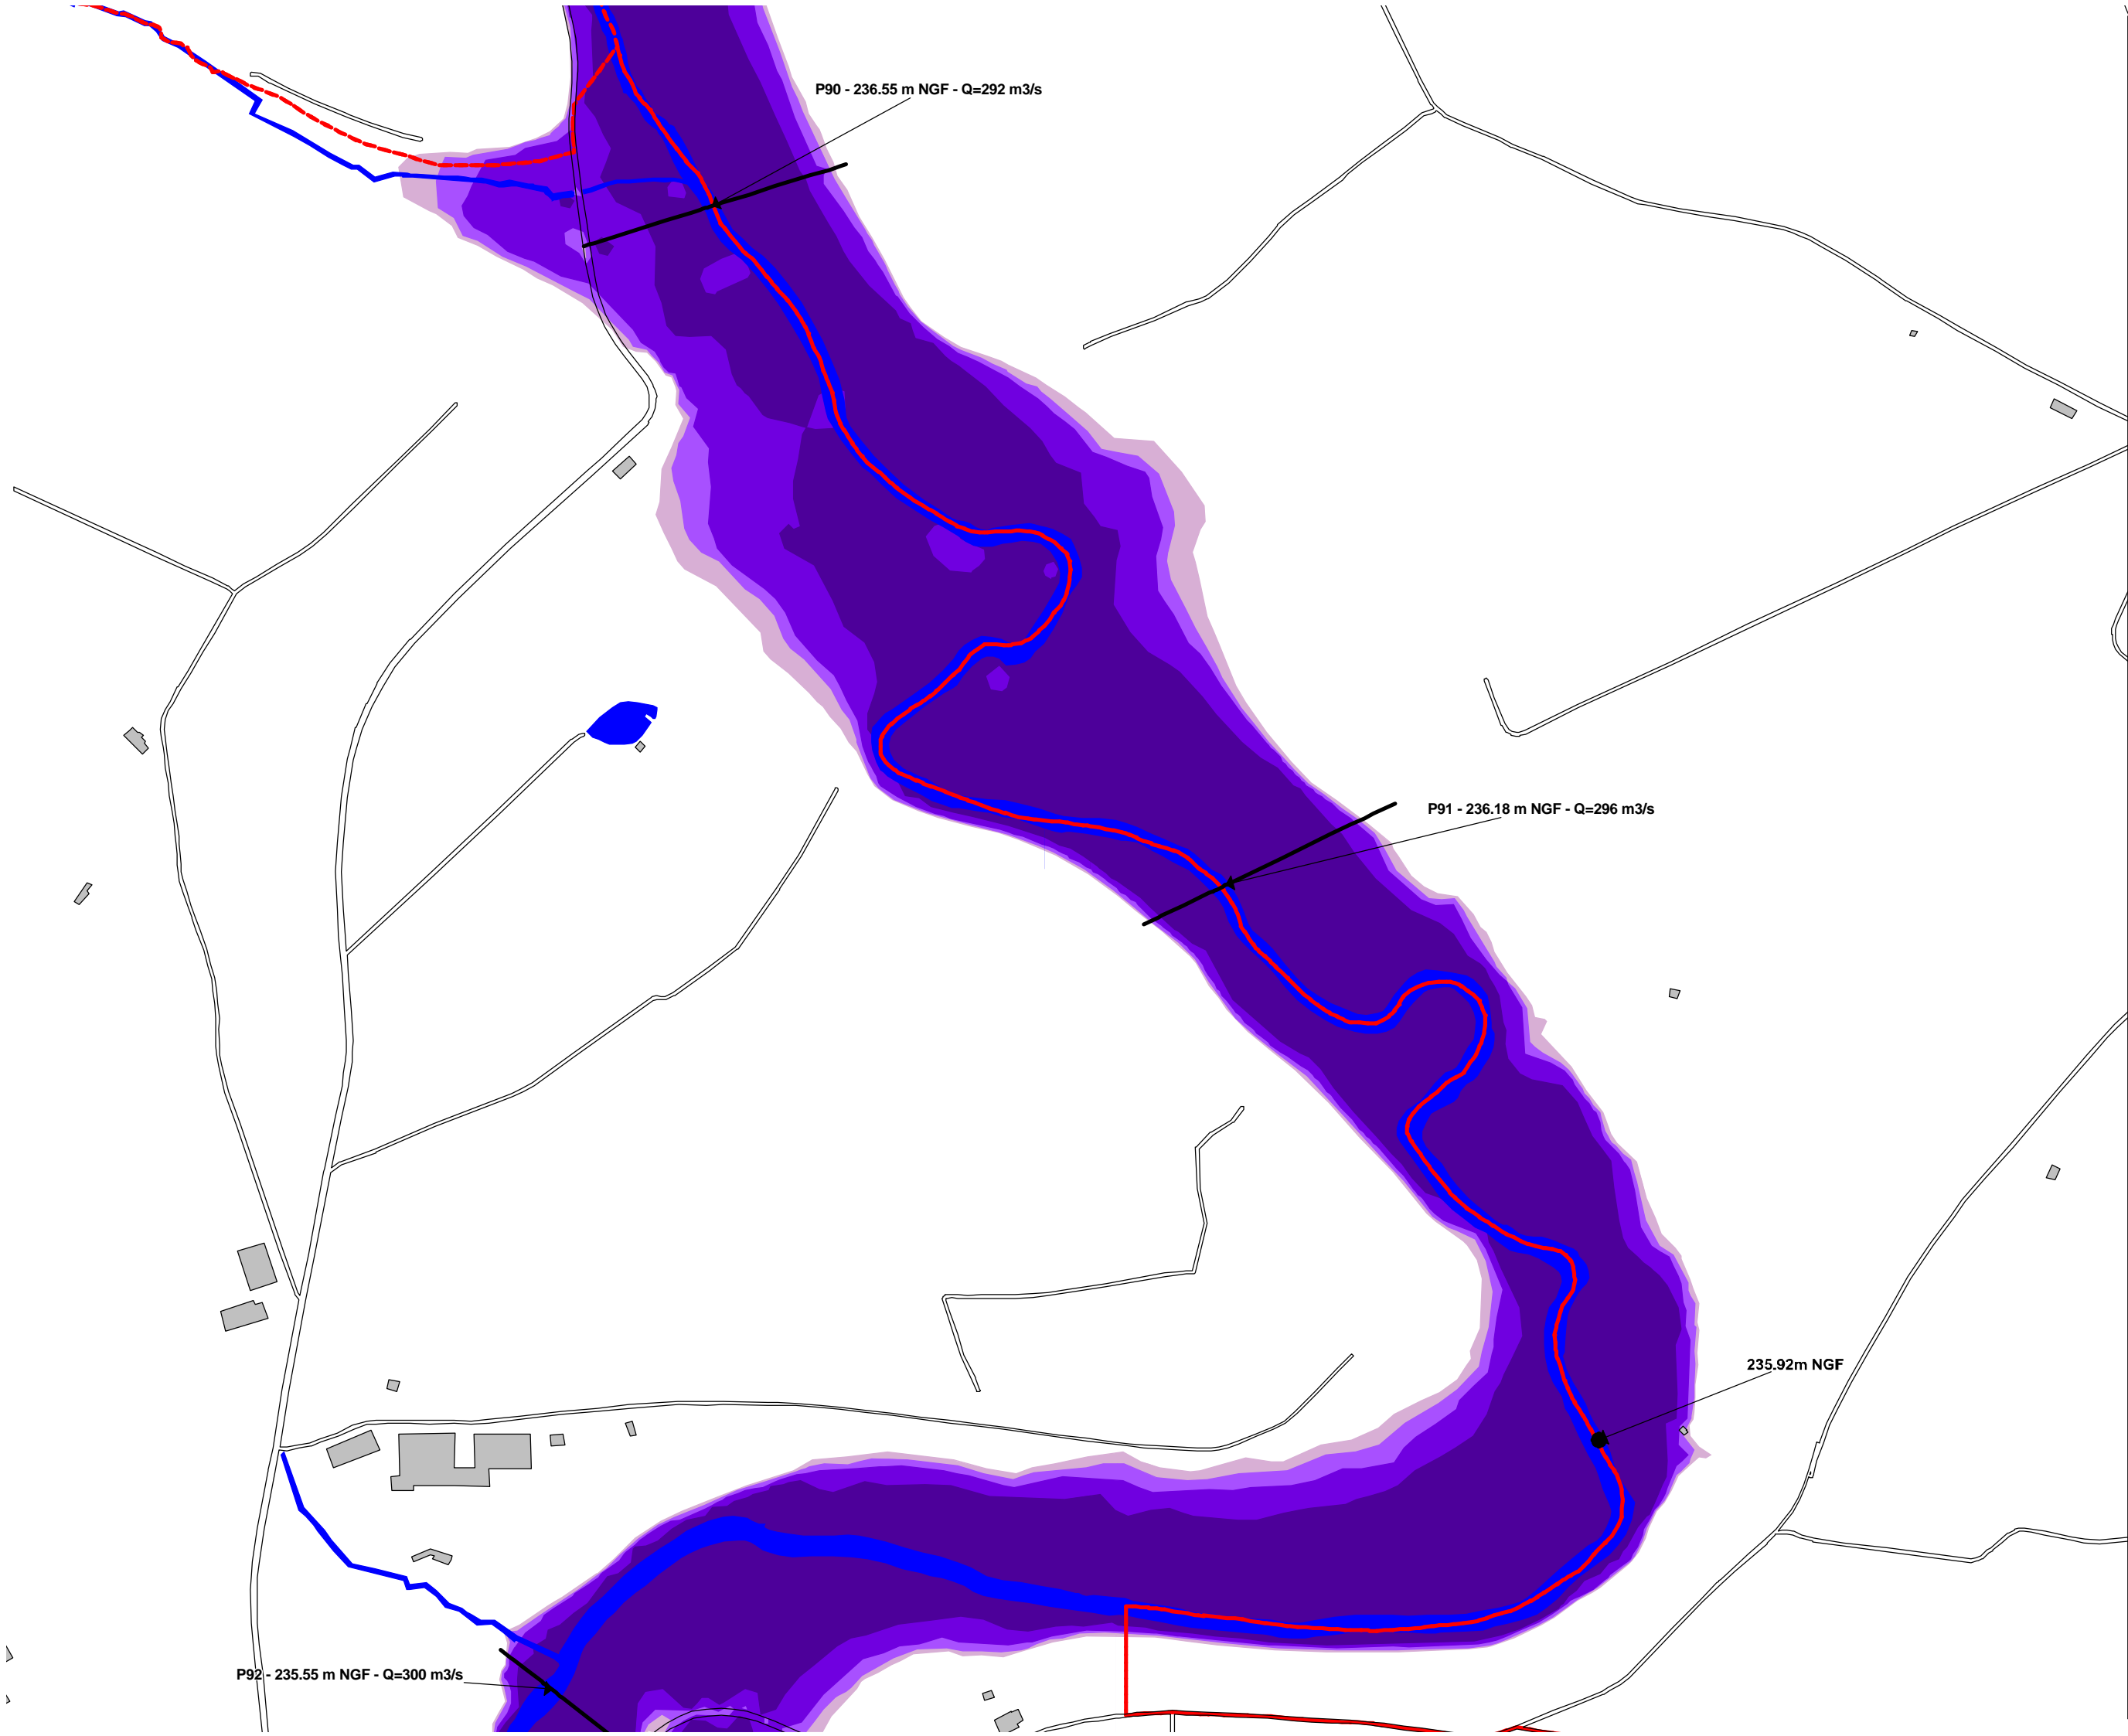 P90 - 236.55 m NGF - Q=292 m3/s
P91 - 236.18 m NGF - Q=296 m3/s
235.92m NGF
P92 - 235.55 m NGF - Q=300 m3/s